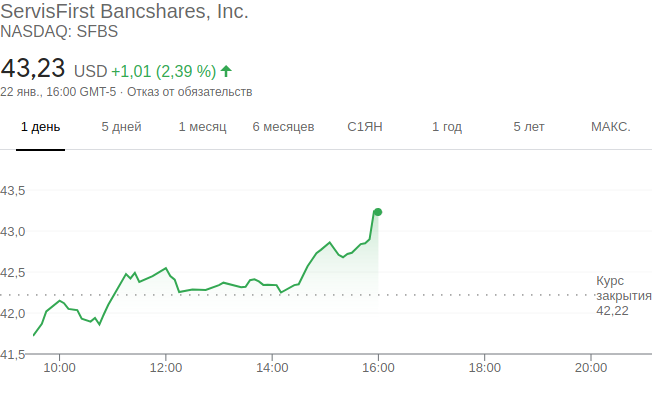 ServisFirst Bancshares, Inc.
NASDAQ: SFBS
43,23 USD +1,01 (2,39 %)
22 янв., 16:00 GMT-5 · Отказ от обязательств
1 день 5 дней 1 месяц 6 месяцев С1ЯН 1 год 5 лет МАКС.
43,5
43,0
42,5
Курс
закрытия
42,22
42,0
41,5
10:00 12:00 14:00 16:00 18:00 20:00